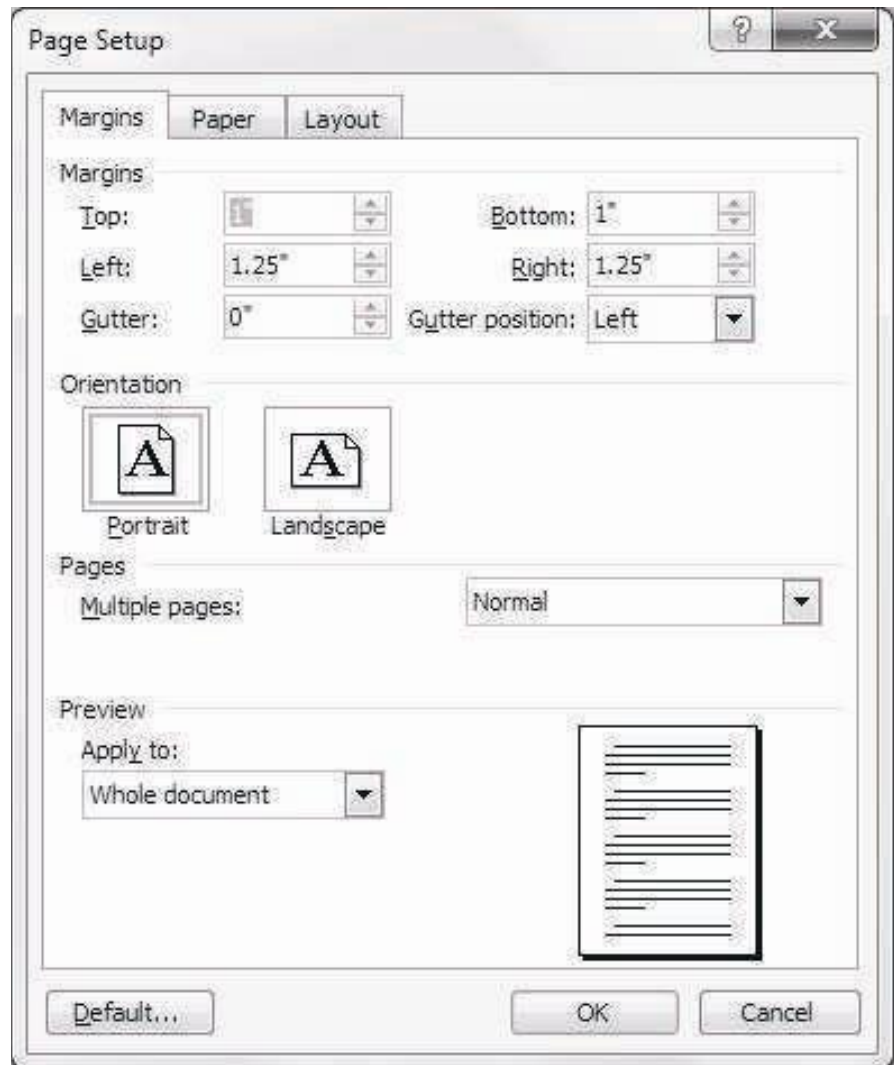 Page Setup
Margins Paper Layout
Margins
Top: Bottom: 1"
Left: 1.25" Right: 1.25"
Gutter: 0" Gutter position: Left
Orientation
A A
Portrait Landscape
Pages
Multiple pages: Normal
Preview
Apply to:
Whole document
Default... OK Cancel